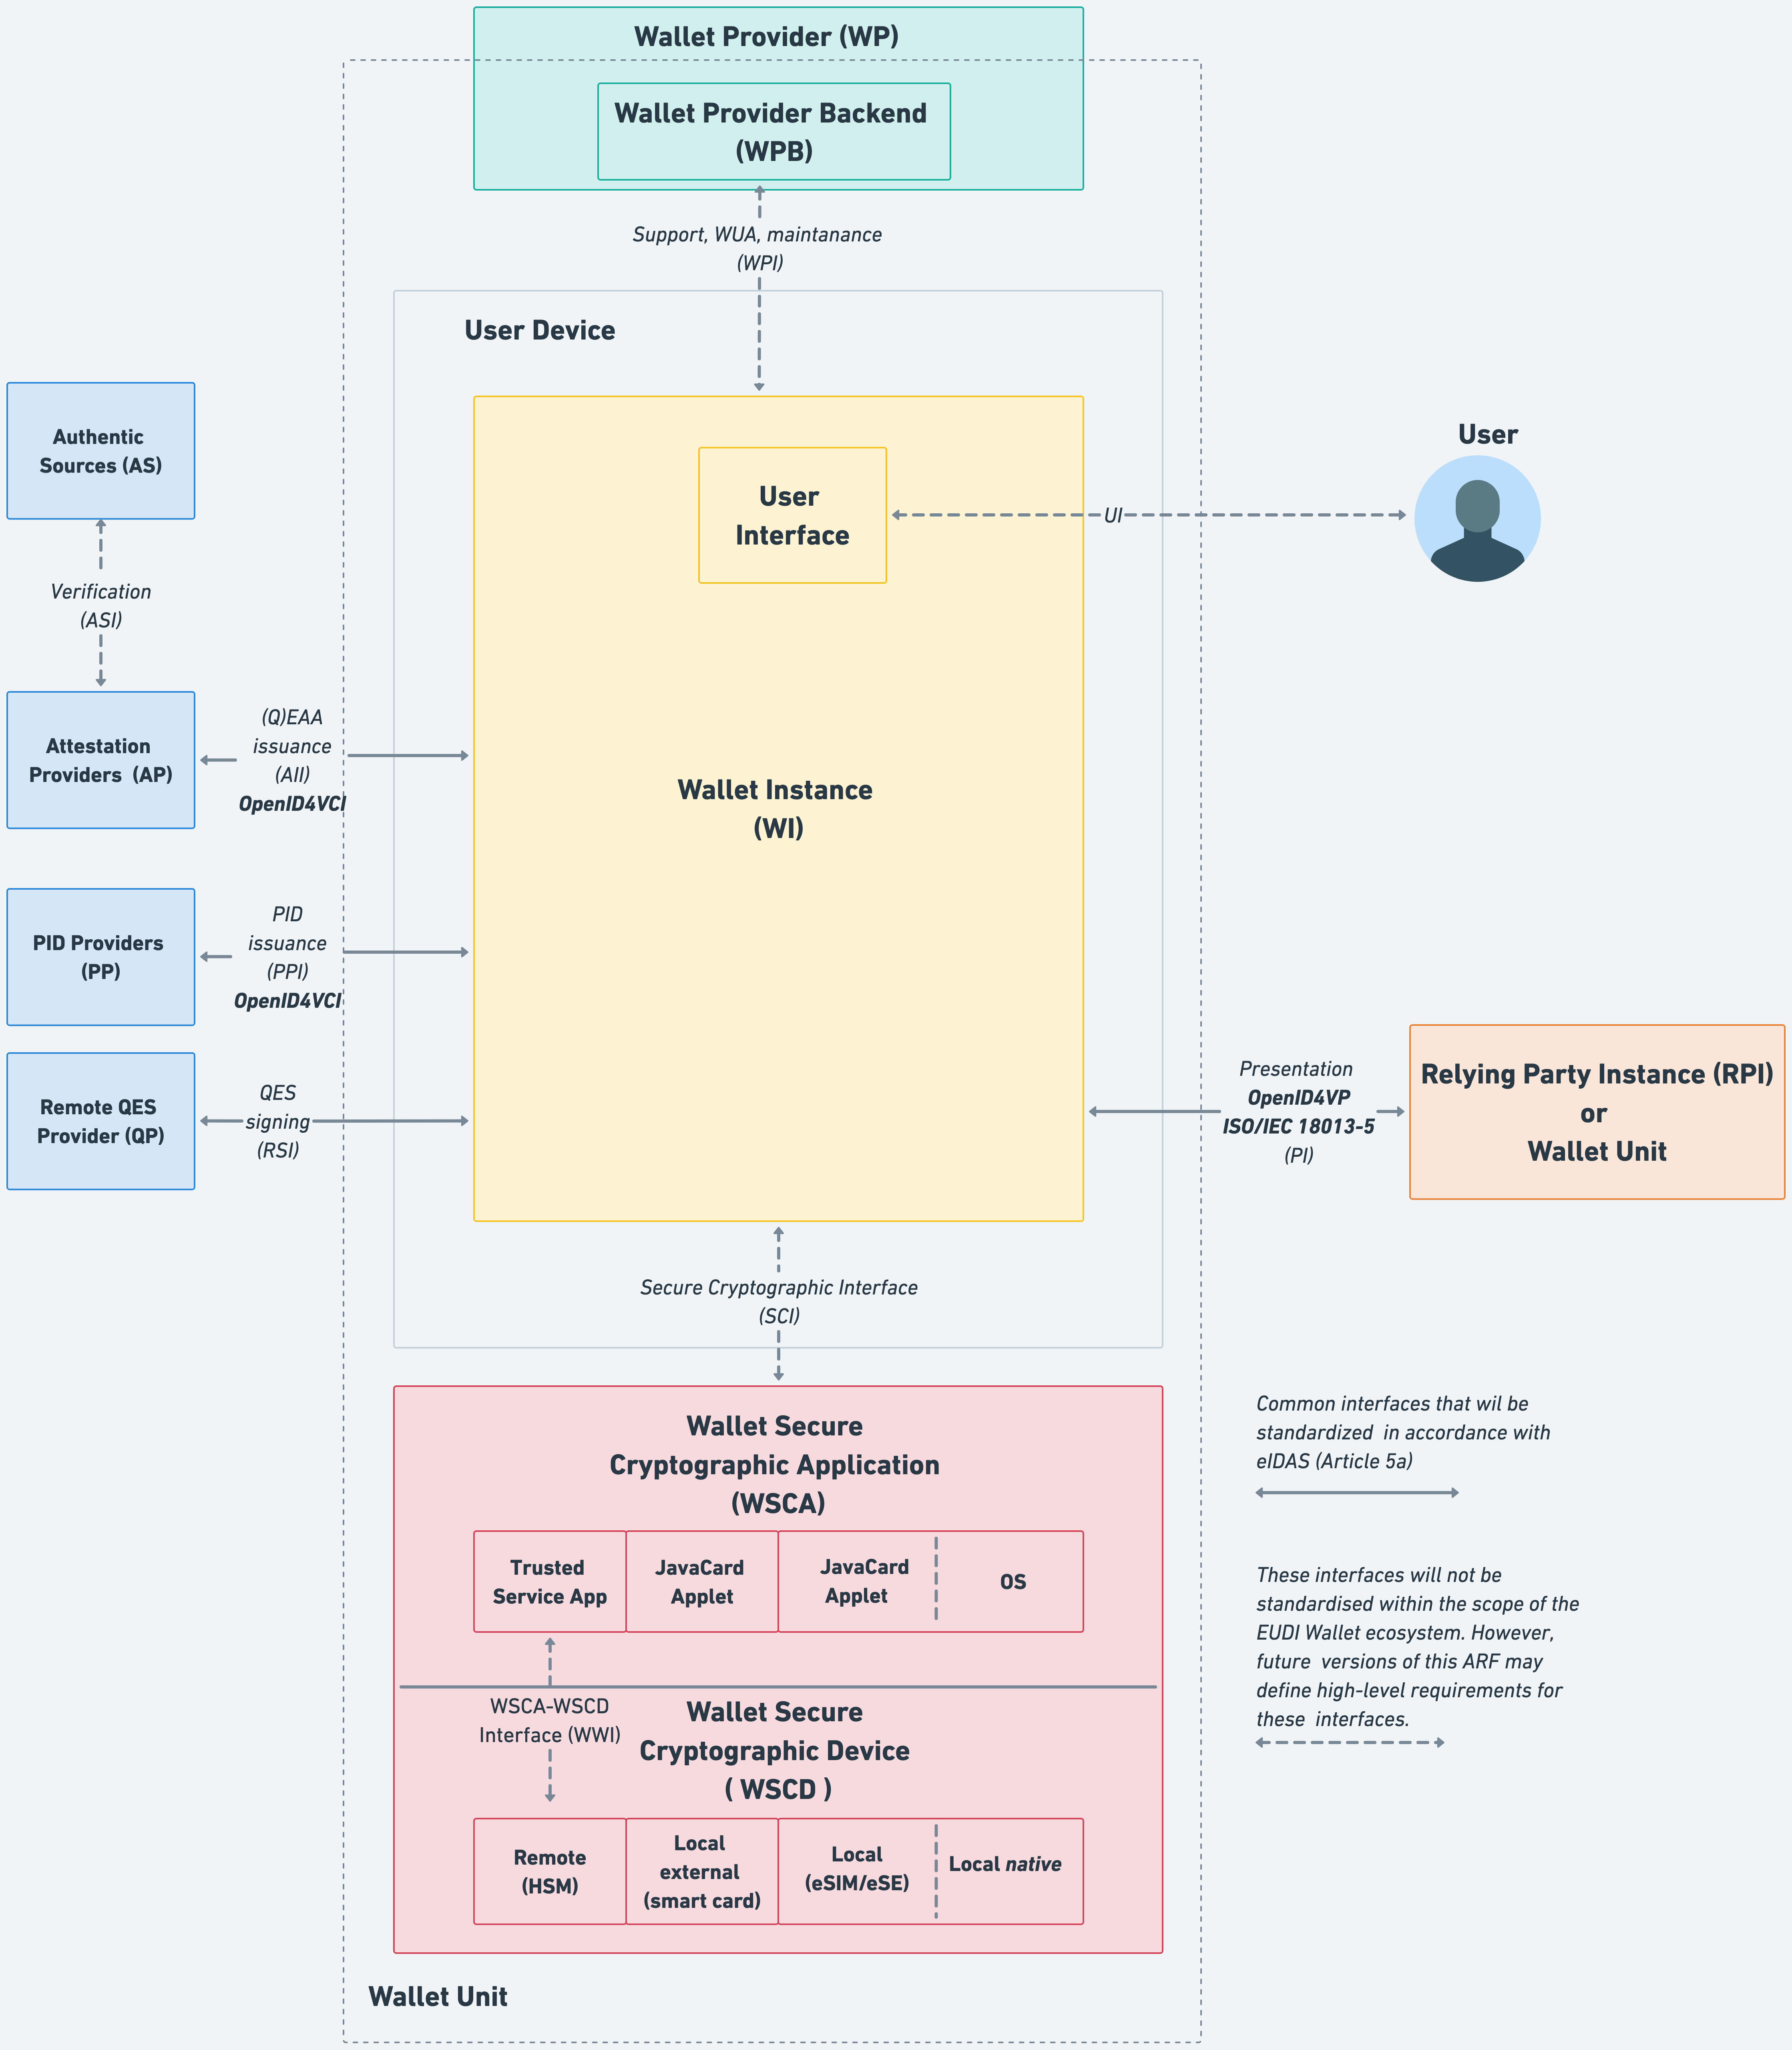 Wallet Provider (WP)
Wallet Provider Backend
(WPB)
Support, WUA, maintanance
(WPI)
User Device
Authentic
Sources (AS)
User
User
Interface
UI
Verification
(ASI)
Attestation
Providers (AP)
(Q)EAA
issuance
(AII)
OpenID4VCI
Wallet Instance
(WI)
PID Providers
(PP)
PID
issuance
(PPI)
OpenID4VCI
Remote QES
Provider (QP)
QES
signing
(RSI)
Presentation
OpenID4VP
ISO/IEC 18013-5
(PI)
Relying Party Instance (RPI)
or
Wallet Unit
Secure Cryptographic Interface
(SCI)
Wallet Secure
Cryptographic Application
(WSCA)
Trusted
Service App
JavaCard
Applet
JavaCard
Applet
OS
WSCA-WSCD
Interface (WWI)
Wallet Secure
Cryptographic Device
( WSCD )
Remote
(HSM)
Local
external
(smart card)
Local
(eSIM/eSE)
Local native
Wallet Unit
Common interfaces that wil be
standardized in accordance with
eIDAS (Article 5a)
These interfaces will not be
standardised within the scope of the
EUDI Wallet ecosystem. However,
future versions of this ARF may
define high-level requirements for
these interfaces.